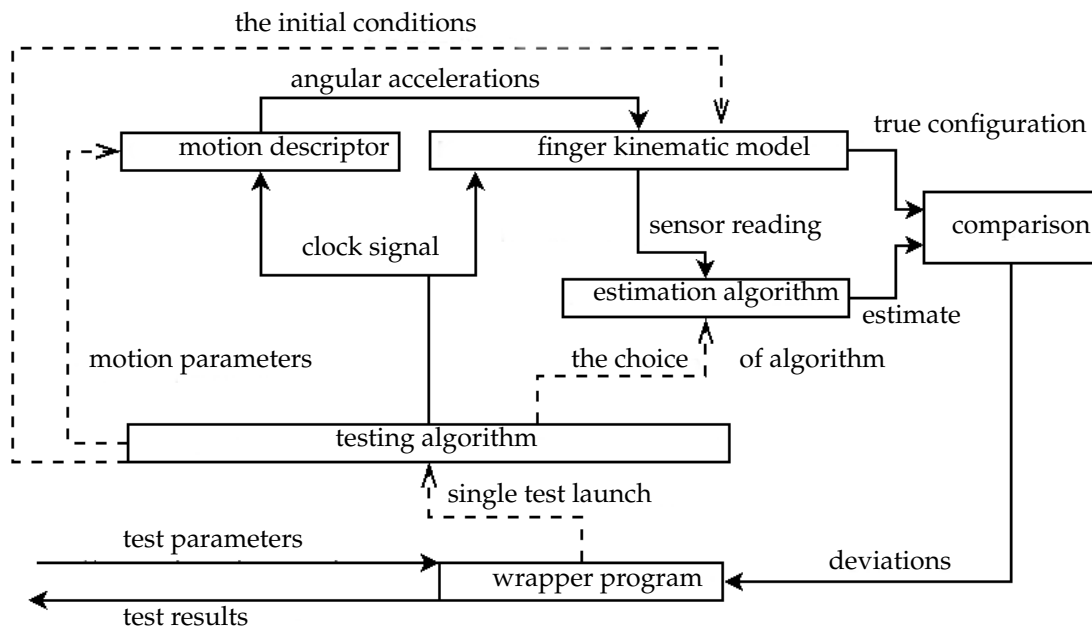 the initial conditions
angular accelerations
true configuration
motion descriptor
finger kinematic model
comparison
sensor reading
clock signal
estimation algorithm
estimate
motion parameters
the choice of algorithm
testing algorithm
single test launch
test parameters
deviations
wrapper program
test results